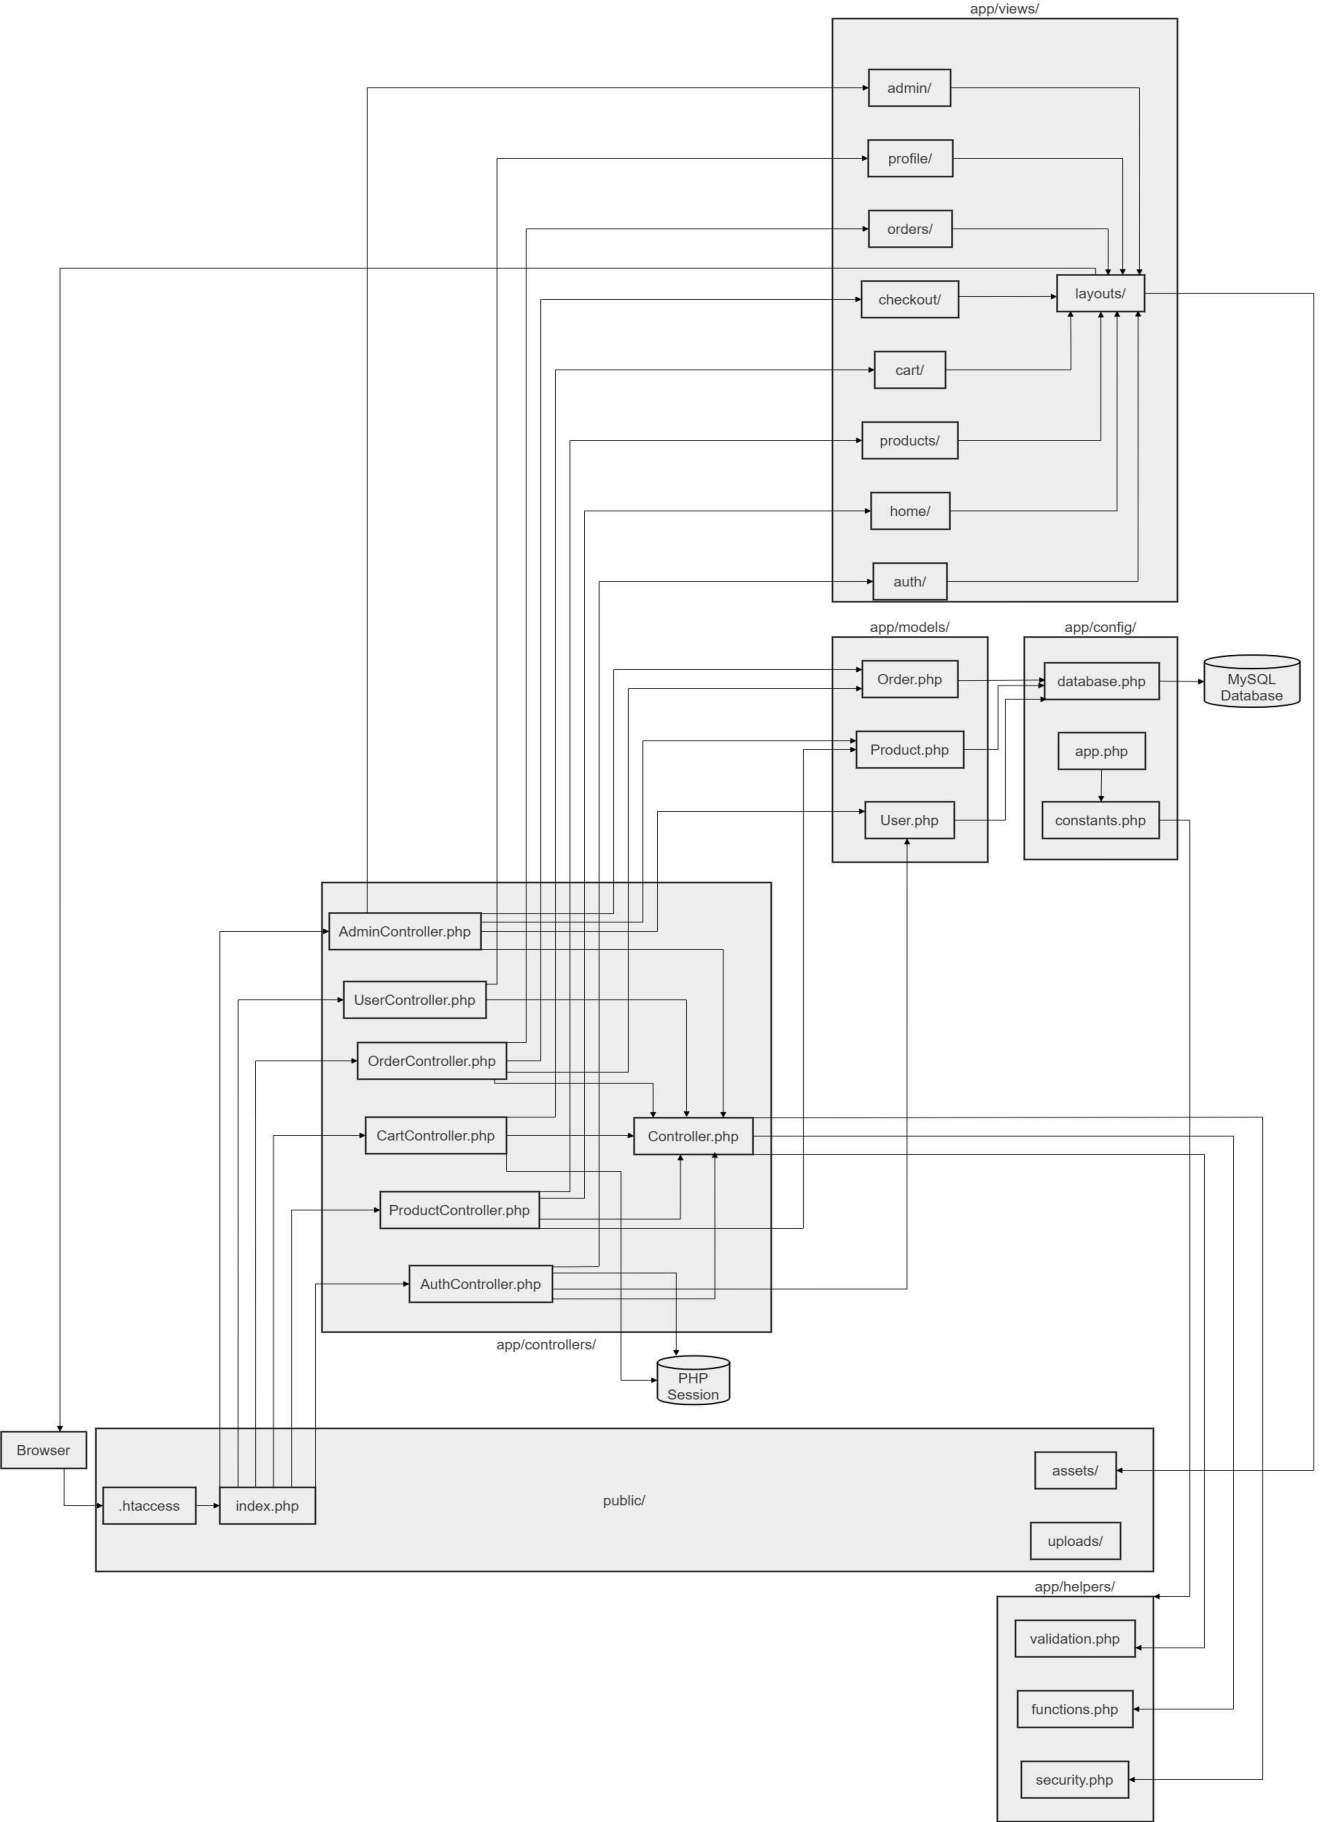 app/views/
admin/
profile/
orders/
layouts/
checkout/
cart/
products/
home/
auth/
app/models/
app/config/
Order.php
database.php
MySQL
Database
Product.php
app.php
User.php
constants.php
AdminController.php
UserController.php
OrderController.php
CartController.php
Controller.php
ProductController.php
AuthController.php
app/controllers/
PHP
Session
Browser
.htaccess
index.php
public/
assets/
uploads/
app/helpers/
validation.php
functions.php
security.php